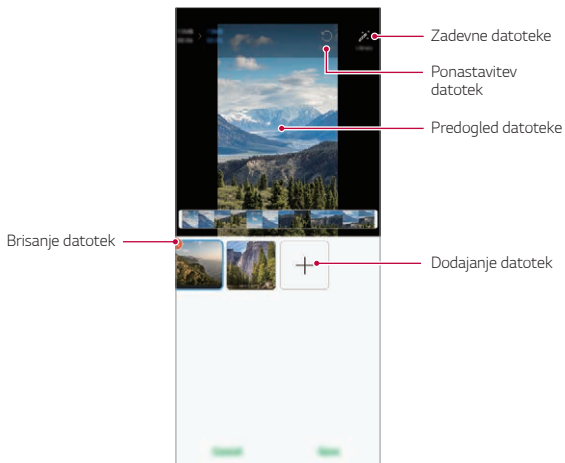 Zadevne datoteke
Ponastavitev
datotek
Predogled datoteke
Brisanje datotek
Dodajanje datotek